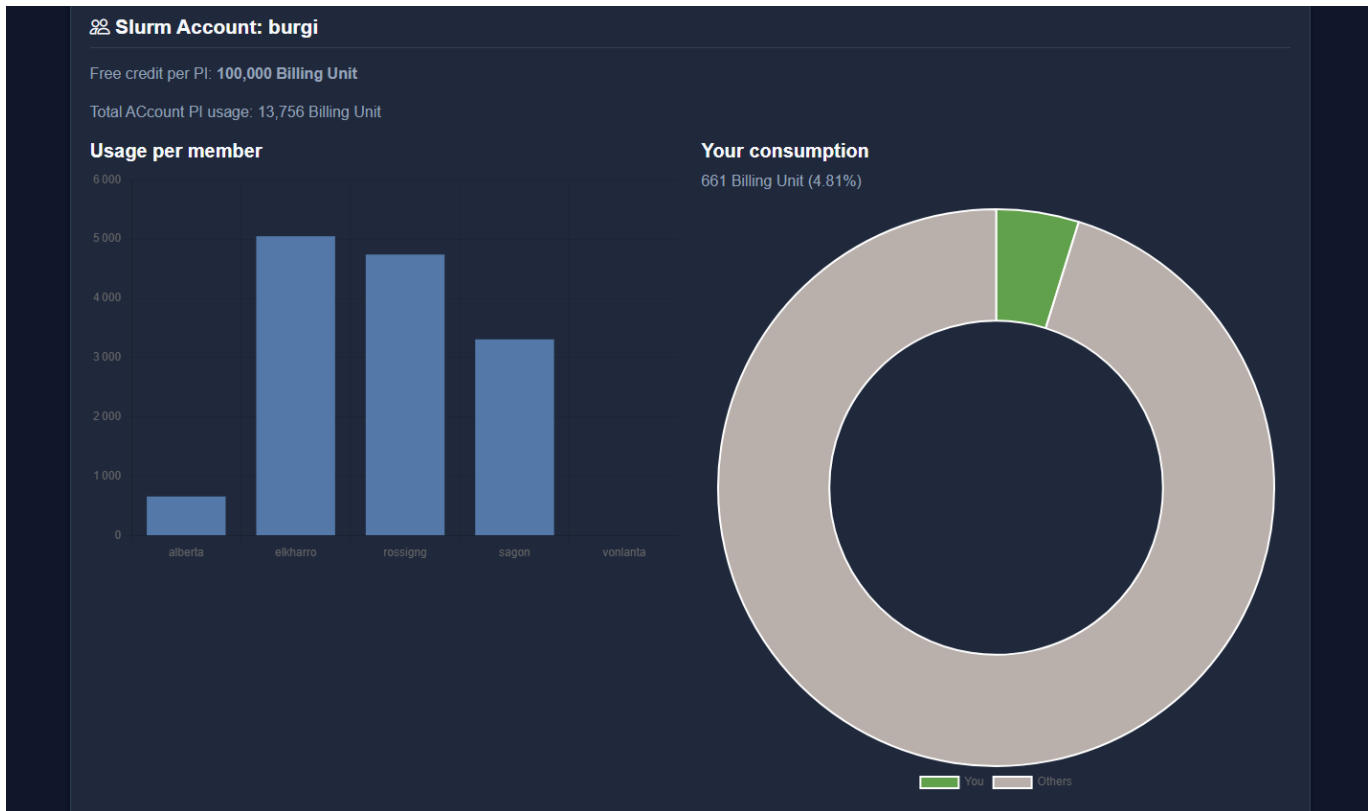 Slurm Account: burgi
Free credit per PI: 100,000 Billing Unit
Total ACcount PI usage: 13,756 Billing Unit
Usage per member
6 000
5 000
4 000
3 000
2 000
1 000
0
alberta elkharro rossigng sagon vonlanta
Your consumption
661 Billing Unit (4.81%)
You Others